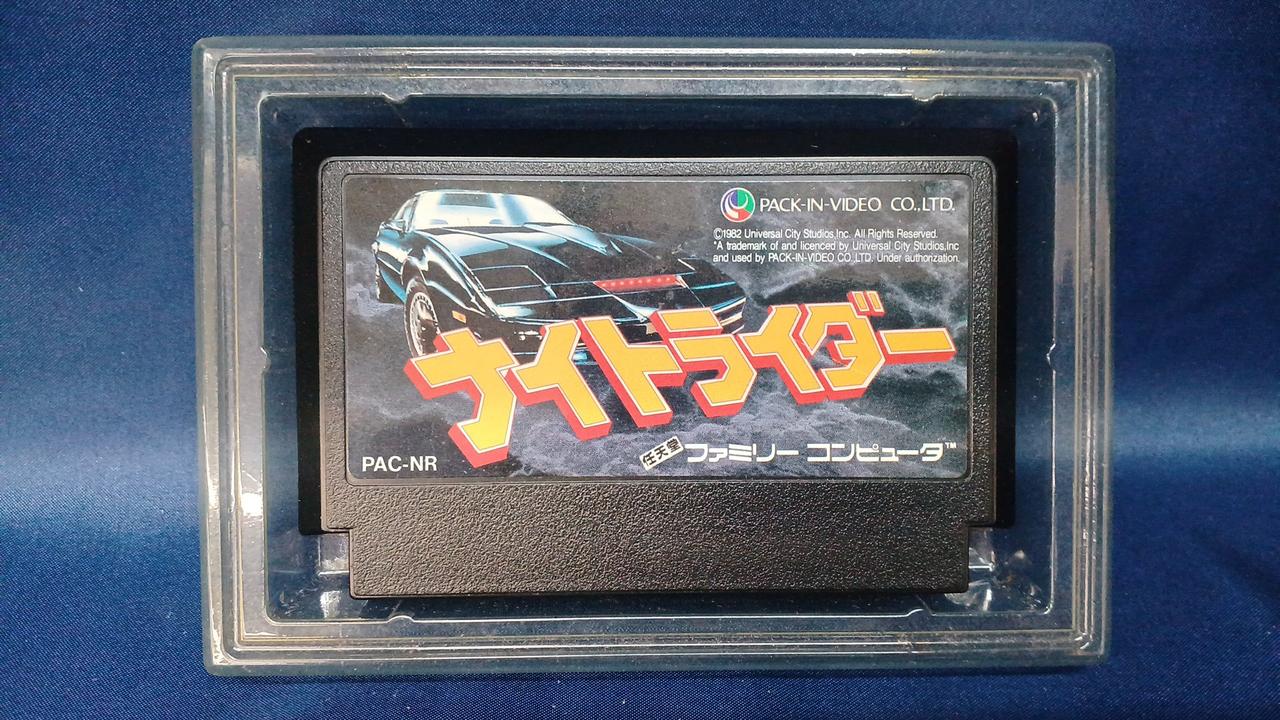 PACK-IN-VIDEO CO.,LTD.
©1982 Universal City Studios,Inc. All Rights Reserved.
*A trademark of and licenced by Universal City Studios,Inc
and used by PACK-IN-VIDEO CO.,LTD. Under authorization.
ナイトライダー
任天堂 ファミリー コンピュータ™
PAC-NR